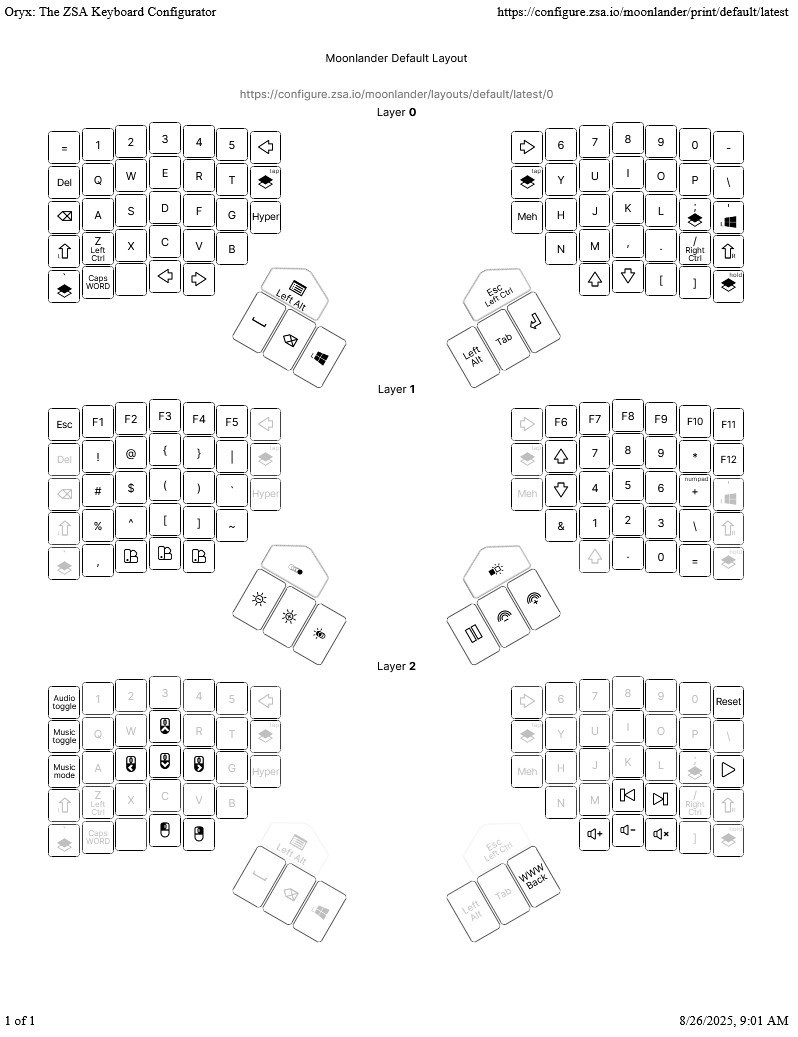 Oryx: The ZSA Keyboard Configurator https://configure.zsa.io/moonlander/print/default/latest
Moonlander Default Layout
https://configure.zsa.io/moonlander/layouts/default/latest/0
Layer 0
= 1 2 3 4 5 6 7 8 9 0 -
Del Q W E R T tap tap Y U I O P \
A S D F G Hyper Meh H J K L ; '
L Z Left Ctrl X C V B N M , . / Right Ctrl R
` Caps WORD [ ] hold
Left Alt Esc Left Ctrl
Left Alt Tab
Layer 1
Esc F1 F2 F3 F4 F5 F6 F7 F8 F9 F10 F11
Del ! @ { } | tap tap 7 8 9 * F12
# $ ( ) ` Hyper Meh 4 5 6 numpad + '
L % ^ [ ] ~ & 1 2 3 \ R
` , . 0 = hold
Layer 2
Audio toggle 1 2 3 4 5 6 7 8 9 0 Reset
Music toggle Q W R T tap tap Y U I O P \
Music mode A G Hyper Meh H J K L ;
L Z Left Ctrl X C V B N M / Right Ctrl R
` Caps WORD ] hold
Left Alt Esc Left Ctrl
Left Alt Tab WWW Back
1 of 1 8/26/2025, 9:01 AM